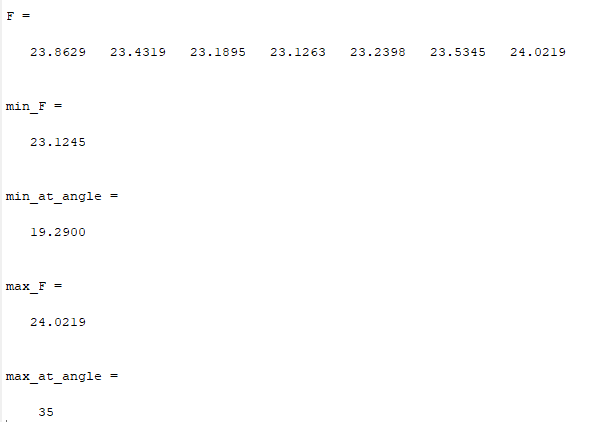 F =
23.8629 23.4319 23.1895 23.1263 23.2398 23.5345 24.0219
min_F =
23.1245
min_at_angle =
19.2900
max_F =
24.0219
max_at_angle =
35